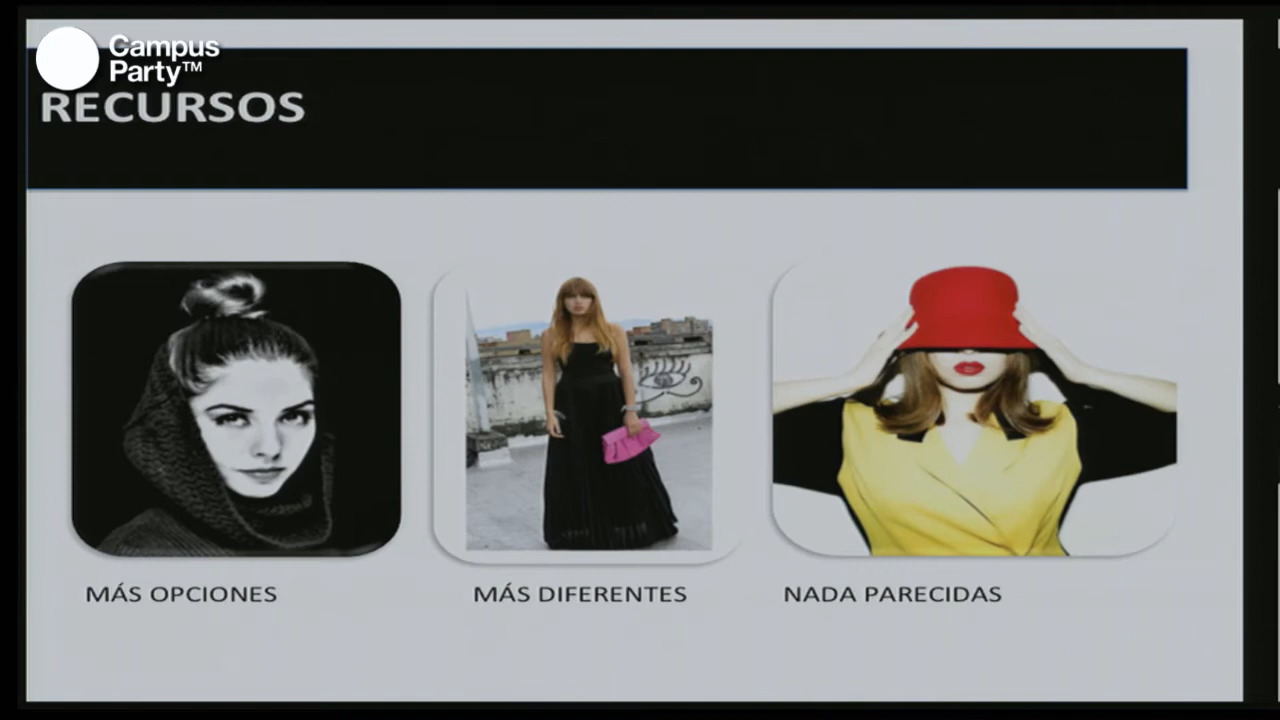 Campus
Party™
RECURSOS
MÁS OPCIONES
MÁS DIFERENTES
NADA PARECIDAS